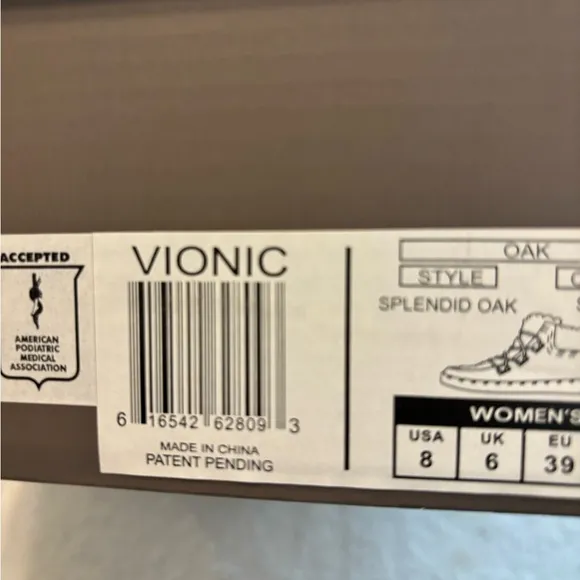 ACCEPTED
AMERICAN
PODIATRIC
MEDICAL
ASSOCIATION
VIONIC
6 16542 62809 3
MADE IN CHINA
PATENT PENDING
OAK
STYLE
SPLENDID OAK
WOMEN'S
USA UK EU
8 6 39